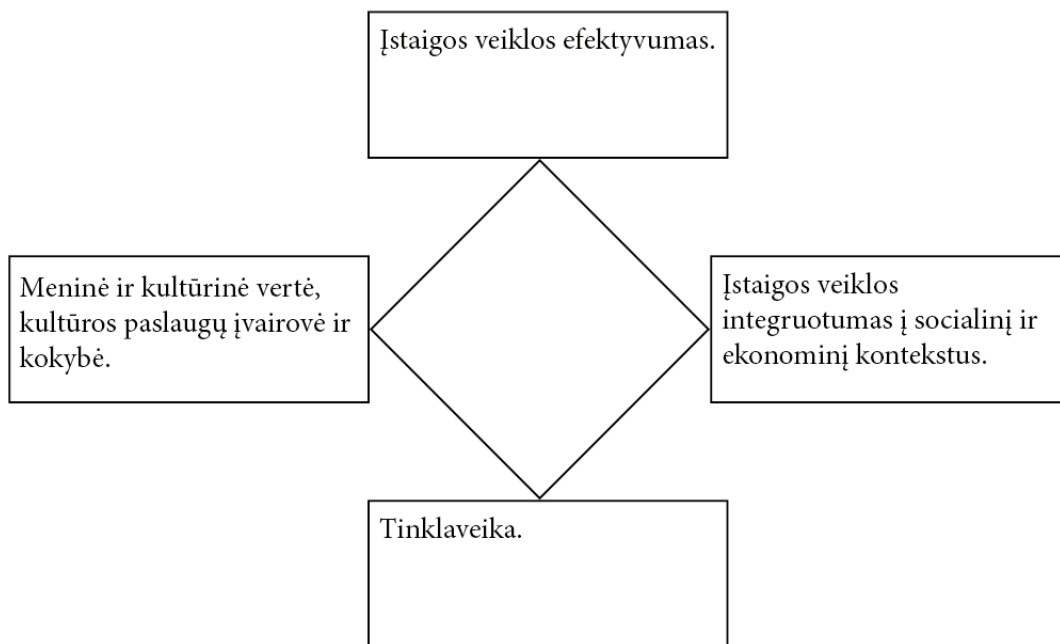 Įstaigos veiklos efektyvumas.
Meninė ir kultūrinė vertė,
kultūros paslaugų įvairovė ir
kokybė.
Įstaigos veiklos
integruotumas į socialinį ir
ekonominį kontekstus.
Tinklaveika.